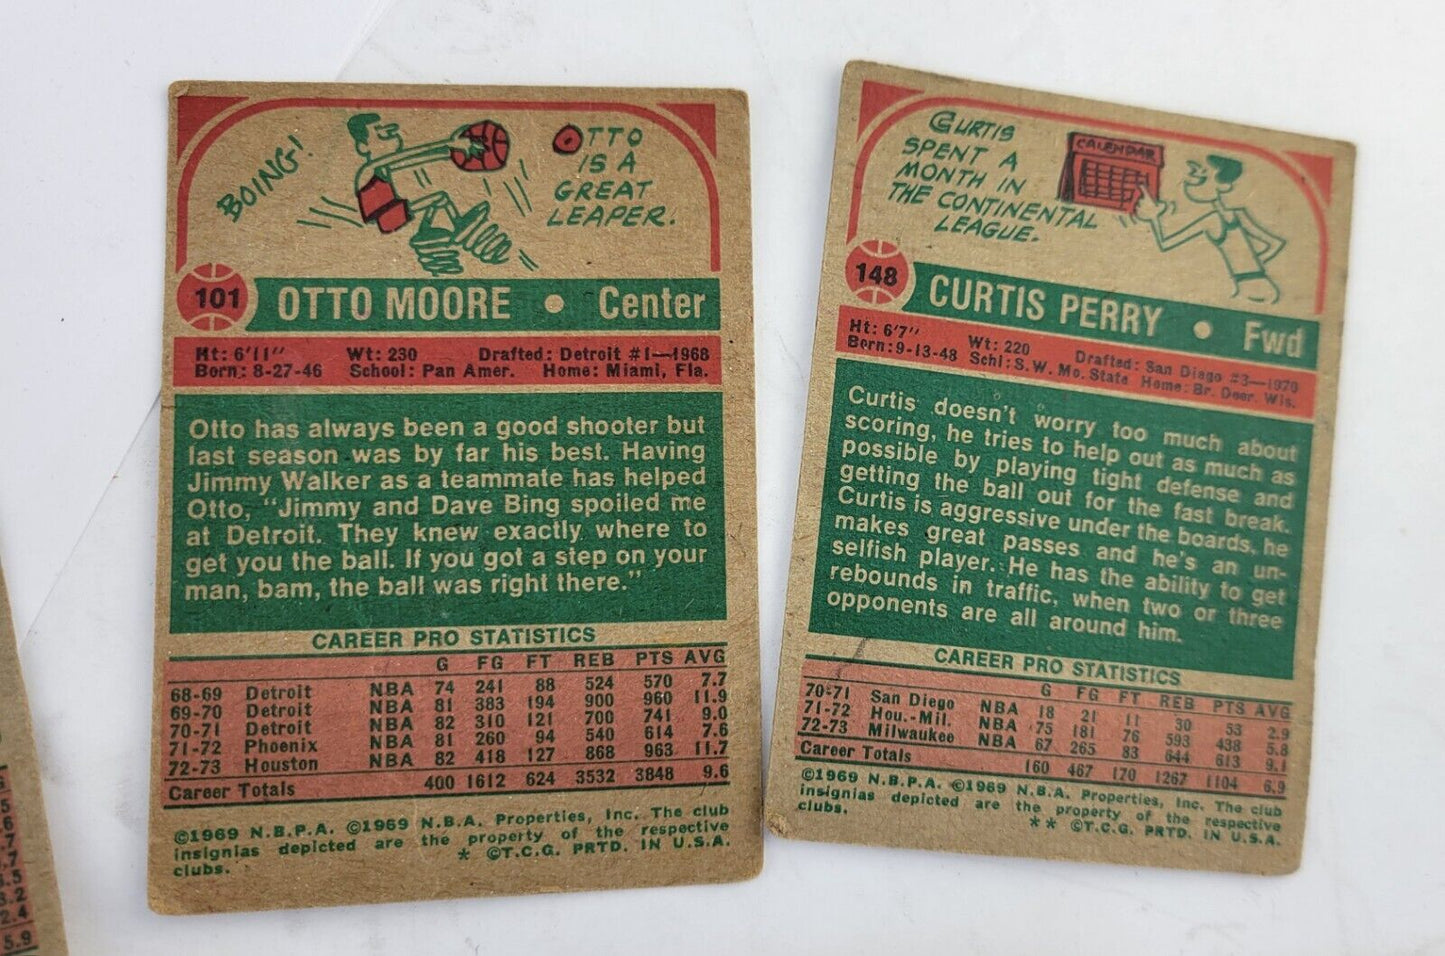 BOING!
OTTO
IS A
GREAT
LEAPER.
101 OTTO MOORE • Center
Ht: 6'11" Wt: 230 Drafted: Detroit #1—1968
Born: 8-27-46 School: Pan Amer. Home: Miami, Fla.
Otto has always been a good shooter but
last season was by far his best. Having
Jimmy Walker as a teammate has helped
Otto, "Jimmy and Dave Bing spoiled me
at Detroit. They knew exactly where to
get you the ball. If you got a step on your
man, bam, the ball was right there."
CAREER PRO STATISTICS
G FG FT REB PTS AVG
68-69 Detroit NBA 74 241 88 524 570 7.7
69-70 Detroit NBA 81 383 194 900 960 11.9
70-71 Detroit NBA 82 310 121 700 741 9.0
71-72 Phoenix NBA 81 260 94 540 614 7.6
72-73 Houston NBA 82 418 127 868 963 11.7
Career Totals 400 1612 624 3532 3848 9.6
©1969 N.B.P.A. ©1969 N.B.A. Properties, Inc. The club
insignias depicted are the property of the respective
clubs. * ©T.C.G. PRTD. IN U.S.A.
CURTIS
SPENT A
MONTH IN
THE CONTINENTAL
LEAGUE.
CALENDAR
148 CURTIS PERRY • Fwd
Ht: 6'7" Wt: 220 Drafted: San Diego #3—1970
Born: 9-13-48 Schl: S.W. Mo. State Home: Br. Deer, Wis.
Curtis doesn't worry too much about
scoring, he tries to help out as much as
possible by playing tight defense and
getting the ball out for the fast break.
Curtis is aggressive under the boards, he
makes great passes and he's an un-
selfish player. He has the ability to get
rebounds in traffic, when two or three
opponents are all around him.
CAREER PRO STATISTICS
G FG FT REB PTS AVG
70-71 San Diego NBA 18 21 11 30 53 2.9
71-72 Hou.-Mil. NBA 75 181 76 593 438 5.8
72-73 Milwaukee NBA 67 265 83 644 613 9.1
Career Totals 160 467 170 1267 1104 6.9
©1969 N.B.P.A. ©1969 N.B.A. Properties, Inc. The club
insignias depicted are the property of the respective
clubs. ** ©T.C.G. PRTD. IN U.S.A.